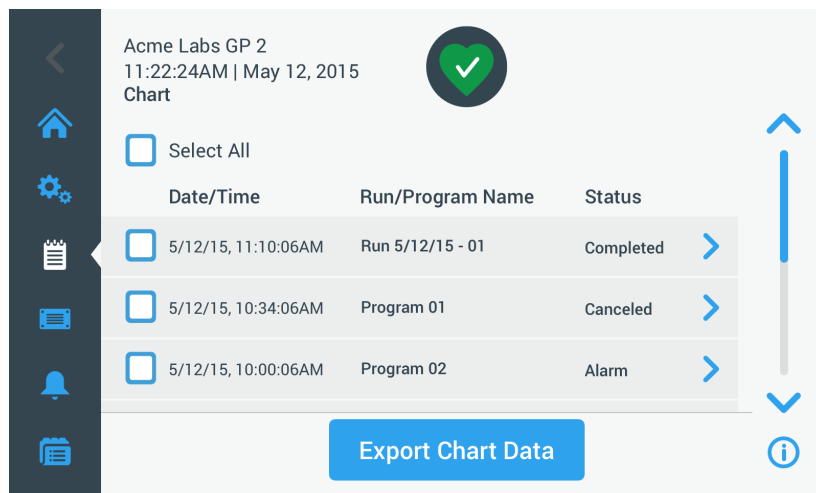 Acme Labs GP 2
11:22:24AM | May 12, 2015
Chart
Select All
Date/Time Run/Program Name Status
5/12/15, 11:10:06AM Run 5/12/15 - 01 Completed
5/12/15, 10:34:06AM Program 01 Canceled
5/12/15, 10:00:06AM Program 02 Alarm
Export Chart Data